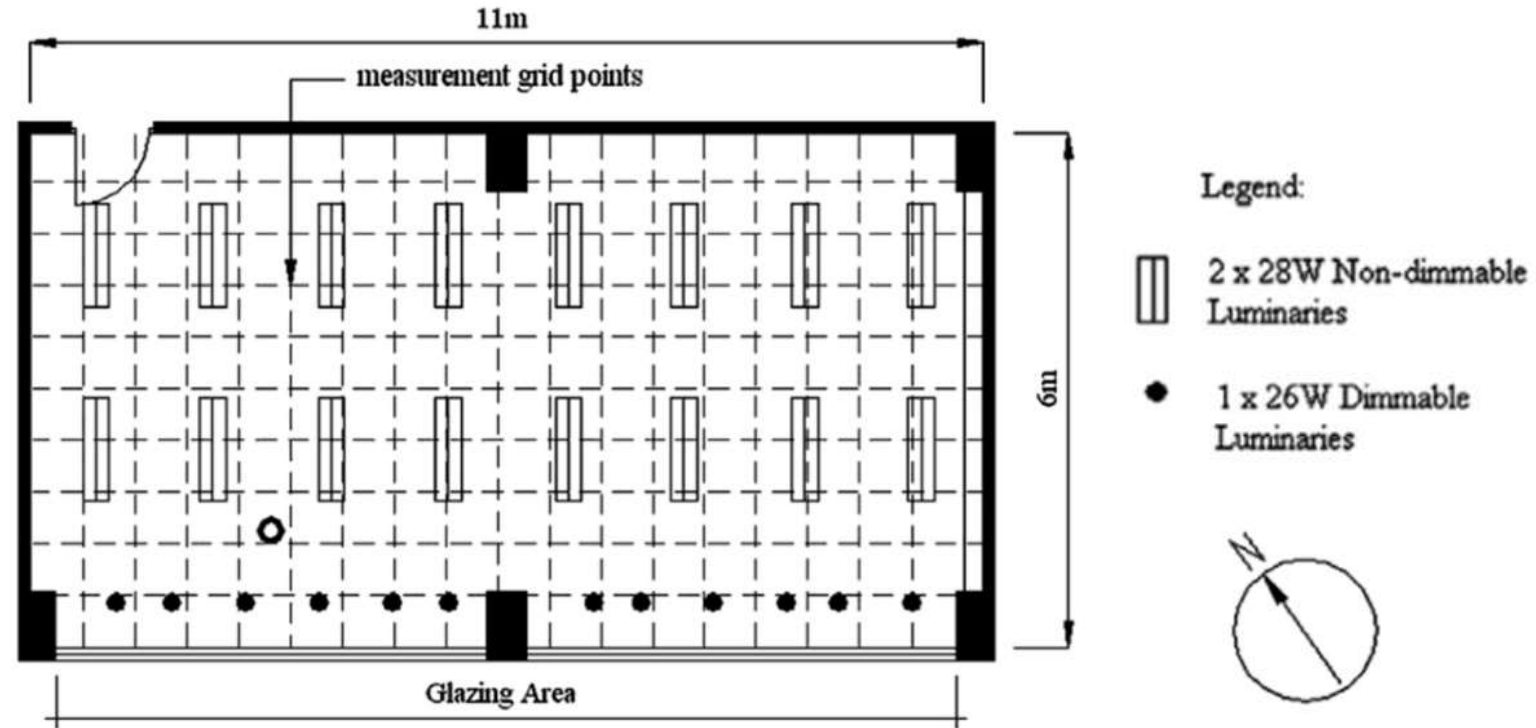 11m
measurement grid points
Legend:
2 x 28W Non-dimmable
Luminaries
1 x 26W Dimmable
Luminaries
6m
N
Glazing Area